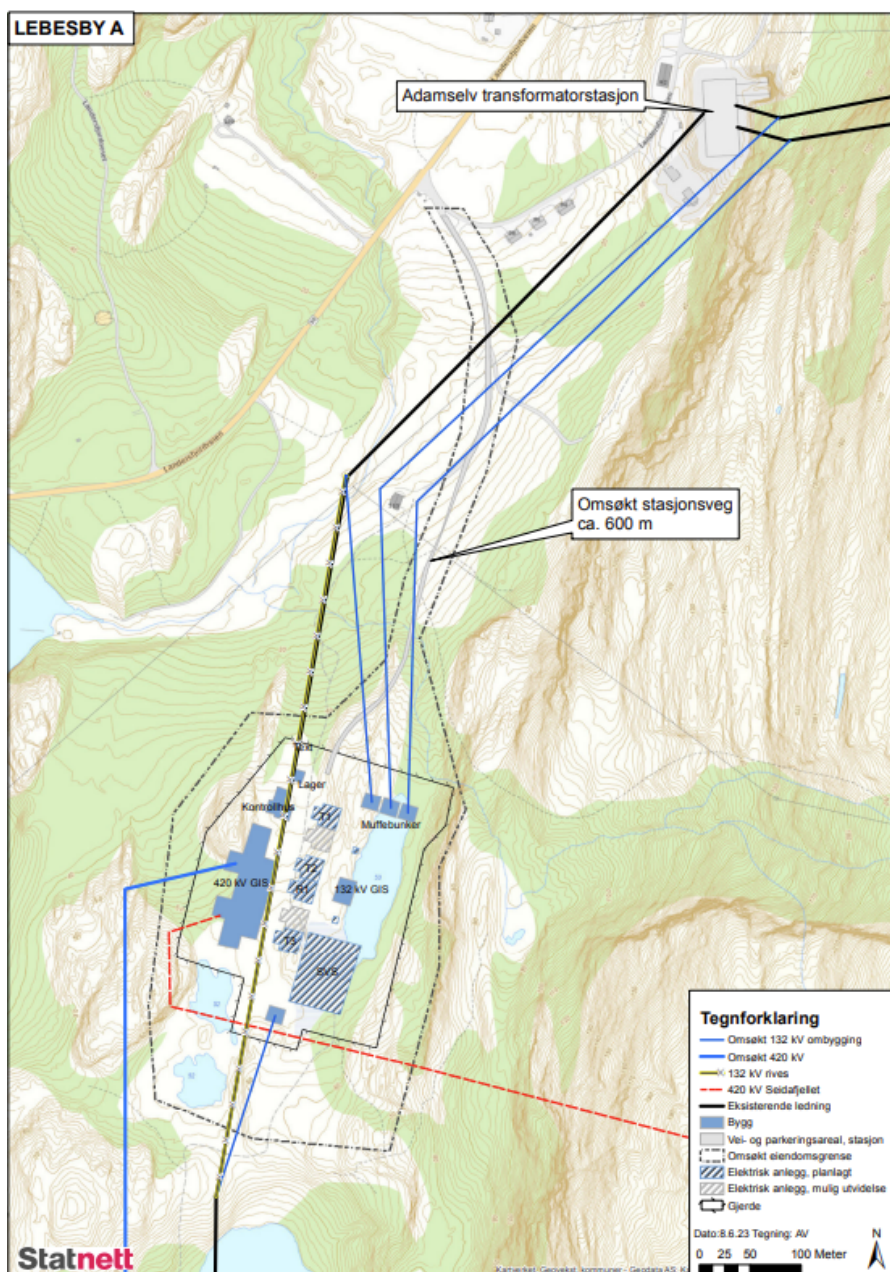 LEBESBY A
Adamselv transformatorstasjon
Omsøkt stasjonsveg
ca. 600 m
Telt
Lager
Kontrollhus
T1
Muffebunker
420 kV GIS
T2
R1
132 kV GIS
T3
SVS
Tegnforklaring
Omsøkt 132 kV ombygging
Omsøkt 420 kV
132 kV rives
420 kV Seidafjellet
Eksisterende ledning
Bygg
Vei- og parkeringsareal, stasjon
Omsøkt eiendomsgrense
Elektrisk anlegg, planlagt
Elektrisk anlegg, mulig utvidelse
Gjerde
Dato:8.6.23 Tegning: AV
N
0 25 50 100 Meter
Statnett